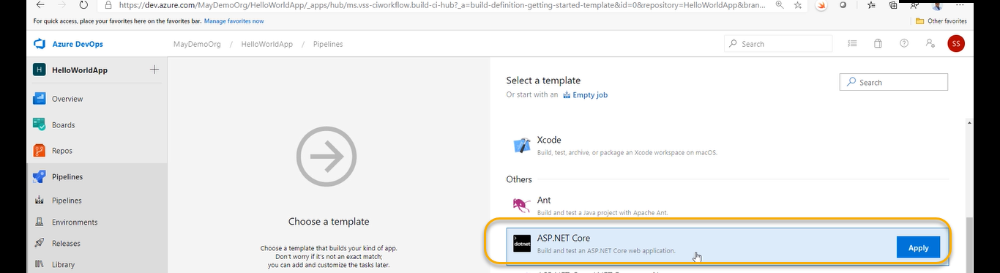 https://dev.azure.com/MayDemoOrg/HelloWorldApp/_apps/hub/ms.vss-ciworkflow.build-ci-hub?_a=build-definition-getting-started-template&id=0&repository=HelloWorldApp&bran...
For quick access, place your favorites here on the favorites bar. Manage favorites now
Other favorites
Azure DevOps
MayDemoOrg / HelloWorldApp / Pipelines
Search
SS
H HelloWorldApp
Overview
Boards
Repos
Pipelines
Pipelines
Environments
Releases
Library
Choose a template
Choose a template that builds your kind of app.
Don't worry if it's not an exact match;
you can add and customize the tasks later.
Select a template
Or start with an Empty job
Search
Xcode
Build, test, archive, or package an Xcode workspace on macOS.
Others
Ant
Build and test a Java project with Apache Ant.
dotnet
ASP.NET Core
Build and test an ASP.NET Core web application.
Apply